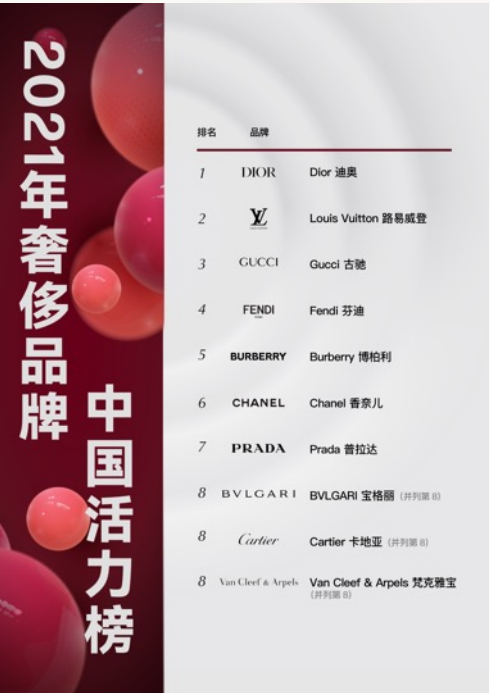 2021年奢侈品牌
中国活力榜
排名 品牌
1 DIOR Dior 迪奥
2 LV Louis Vuitton 路易威登
3 GUCCI Gucci 古驰
4 FENDI Fendi 芬迪
5 BURBERRY Burberry 博柏利
6 CHANEL Chanel 香奈儿
7 PRADA Prada 普拉达
8 BVLGARI BVLGARI 宝格丽（并列第 8）
8 Cartier Cartier 卡地亚（并列第 8）
8 Van Cleef & Arpels Van Cleef & Arpels 梵克雅宝
（并列第 8）